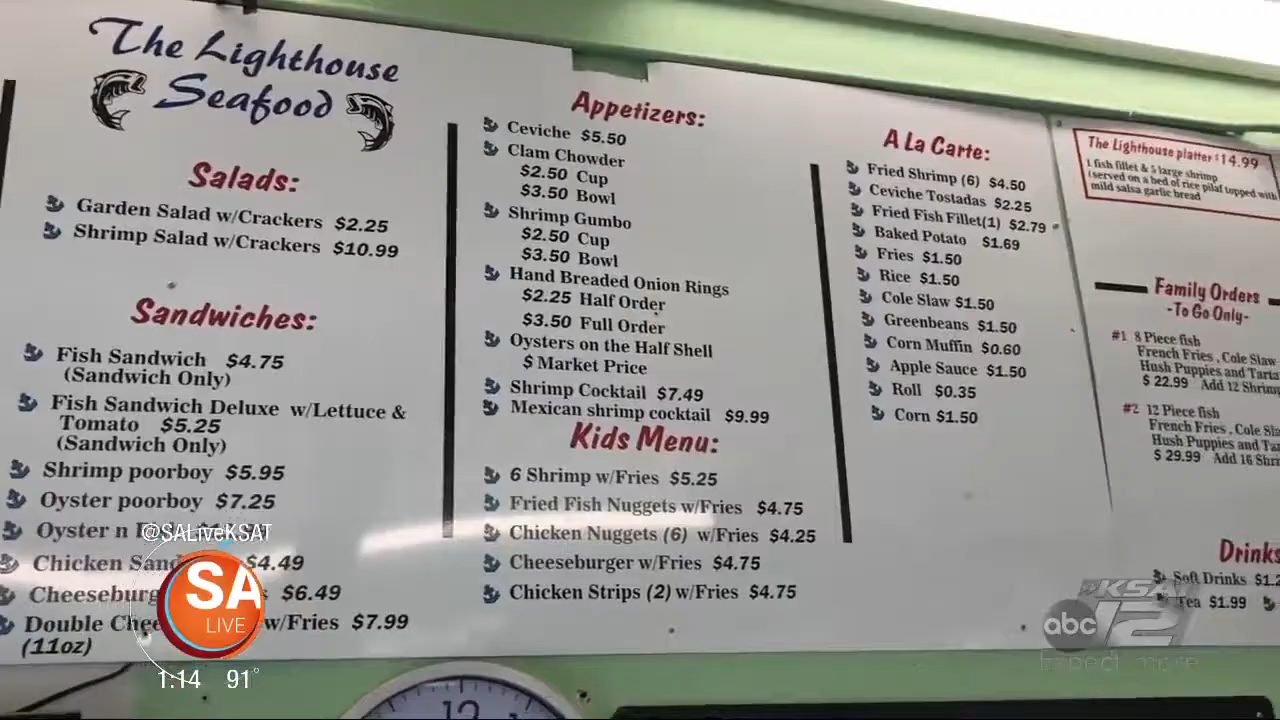 The Lighthouse
Seafood
Salads:
Garden Salad w/Crackers $2.25
Shrimp Salad w/Crackers $10.99
Sandwiches:
Fish Sandwich $4.75
(Sandwich Only)
Fish Sandwich Deluxe w/Lettuce &
Tomato $5.25
(Sandwich Only)
Shrimp poorboy $5.95
Oyster poorboy $7.25
Oyster n
Chicken $4.49
$6.49
Double w/Fries $7.99
(11oz)
Appetizers:
Ceviche $5.50
Clam Chowder
$2.50 Cup
$3.50 Bowl
Shrimp Gumbo
$2.50 Cup
$3.50 Bowl
Hand Breaded Onion Rings
$2.25 Half Order
$3.50 Full Order
Oysters on the Half Shell
$ Market Price
Shrimp Cocktail $7.49
Mexican shrimp cocktail $9.99
Kids Menu:
6 Shrimp w/Fries $5.25
Fried Fish Nuggets w/Fries $4.75
Chicken Nuggets (6) w/Fries $4.25
Cheeseburger w/Fries $4.75
Chicken Strips (2) w/Fries $4.75
A La Carte:
Fried Shrimp (6) $4.50
Ceviche Tostadas $2.25
Fried Fish Fillet(1) $2.79
Baked Potato $1.69
Fries $1.50
Rice $1.50
Cole Slaw $1.50
Greenbeans $1.50
Corn Muffin $0.60
Apple Sauce $1.50
Roll $0.35
Corn $1.50
The Lighthouse platter $14.99
1 fish fillet & 5 large shrimp
(served on a bed of rice pilaf topped with
mild salsa garlic bread
Family Orders
-To Go Only-
#1 8 Piece fish
French Fries, Cole Slaw
Hush Puppies and
$ 22.99 Add 12
#2 12 Piece fish
French Fries, Cole
Hush Puppies and
$ 29.99 Add 16
Drinks
Soft Drinks
Tea $1.99
@SALiveKSAT
SA
LIVE
1:14 91°
KSAT
abc 12
Expect more
12